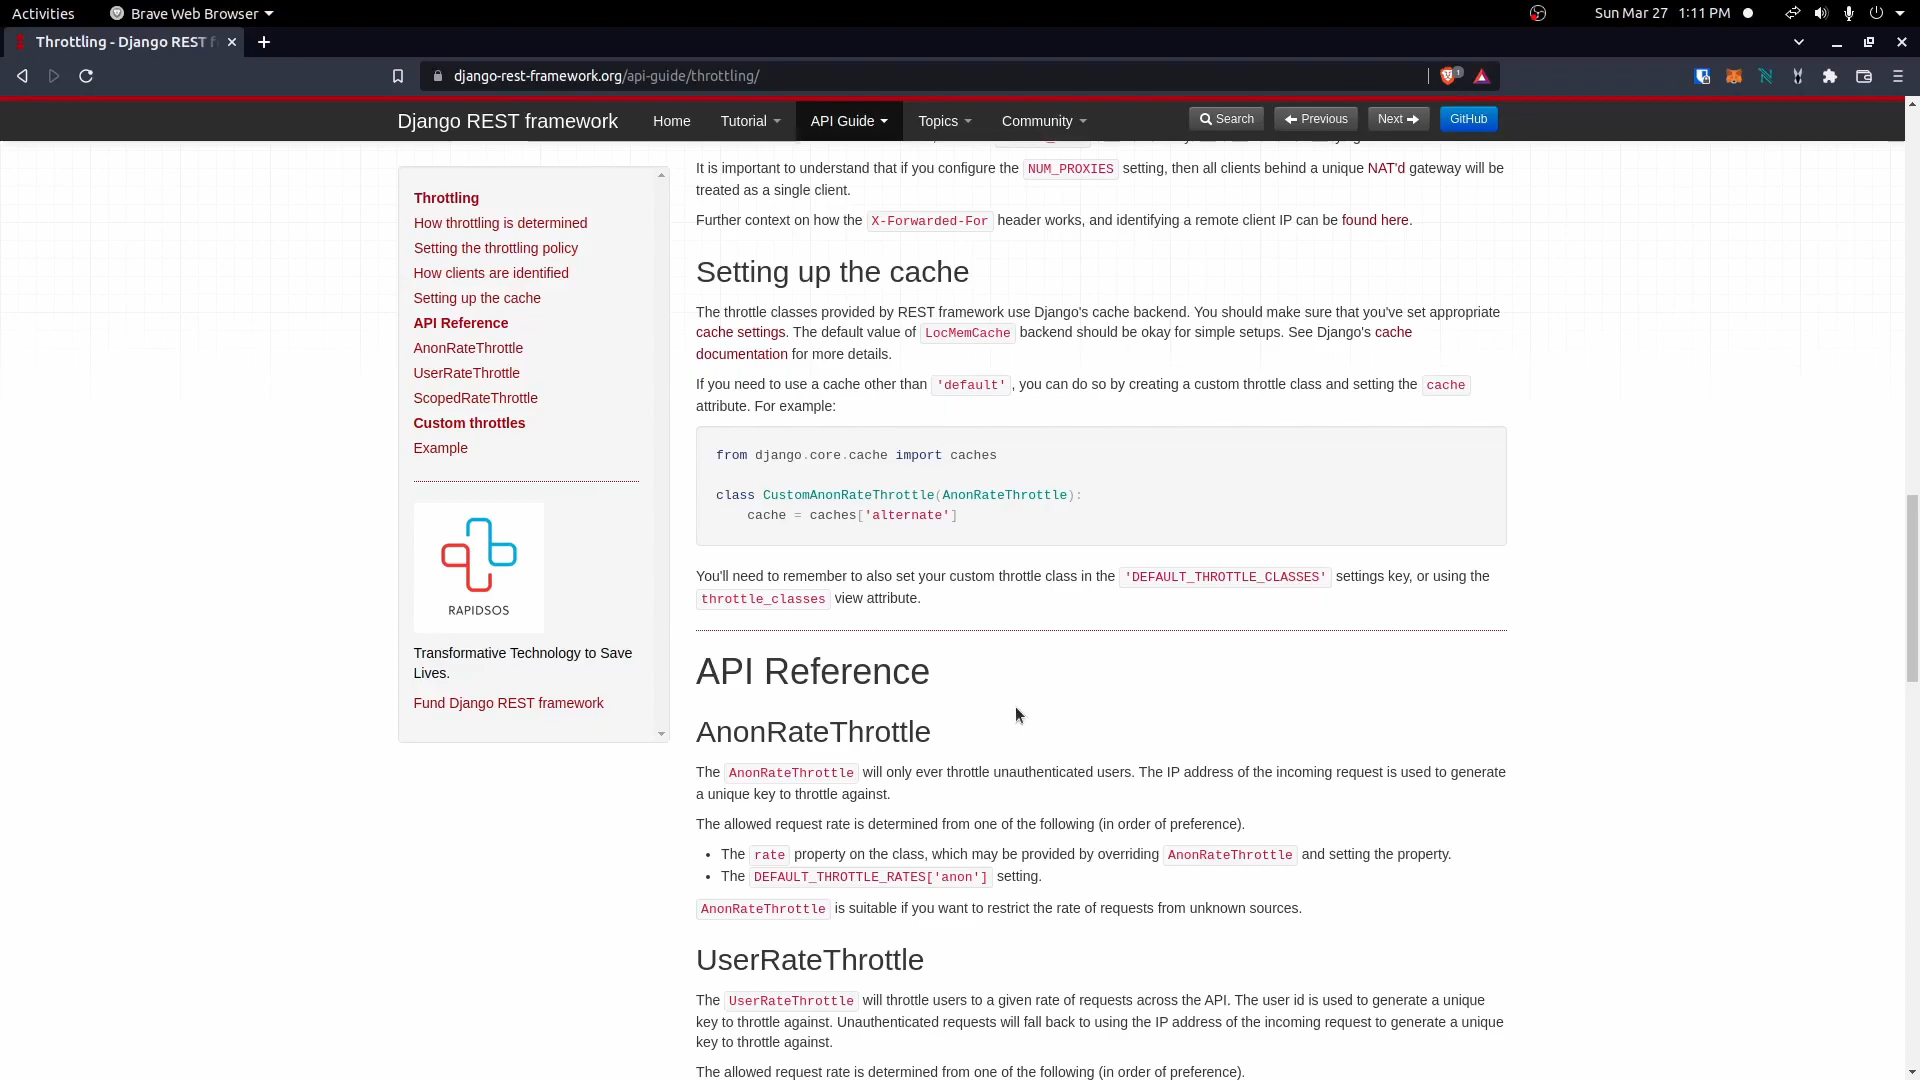 Activities
Brave Web Browser
Sun Mar 27 1:11 PM
Throttling - Django REST f
django-rest-framework.org/api-guide/throttling/
1
Django REST framework
Home
Tutorial
API Guide
Topics
Community
Search
Previous
Next
GitHub
Throttling
How throttling is determined
Setting the throttling policy
How clients are identified
Setting up the cache
API Reference
AnonRateThrottle
UserRateThrottle
ScopedRateThrottle
Custom throttles
Example
RAPIDSOS
Transformative Technology to Save
Lives.
Fund Django REST framework
It is important to understand that if you configure the NUM_PROXIES setting, then all clients behind a unique NAT'd gateway will be
treated as a single client.
Further context on how the X-Forwarded-For header works, and identifying a remote client IP can be found here.
Setting up the cache
The throttle classes provided by REST framework use Django's cache backend. You should make sure that you've set appropriate
cache settings. The default value of LocMemCache backend should be okay for simple setups. See Django's cache
documentation for more details.
If you need to use a cache other than 'default', you can do so by creating a custom throttle class and setting the cache
attribute. For example:
from django.core.cache import caches
class CustomAnonRateThrottle(AnonRateThrottle):
    cache = caches['alternate']
You'll need to remember to also set your custom throttle class in the 'DEFAULT_THROTTLE_CLASSES' settings key, or using the
throttle_classes view attribute.
API Reference
AnonRateThrottle
The AnonRateThrottle will only ever throttle unauthenticated users. The IP address of the incoming request is used to generate
a unique key to throttle against.
The allowed request rate is determined from one of the following (in order of preference).
• The rate property on the class, which may be provided by overriding AnonRateThrottle and setting the property.
• The DEFAULT_THROTTLE_RATES['anon'] setting.
AnonRateThrottle is suitable if you want to restrict the rate of requests from unknown sources.
UserRateThrottle
The UserRateThrottle will throttle users to a given rate of requests across the API. The user id is used to generate a unique
key to throttle against. Unauthenticated requests will fall back to using the IP address of the incoming request to generate a unique
key to throttle against.
The allowed request rate is determined from one of the following (in order of preference).